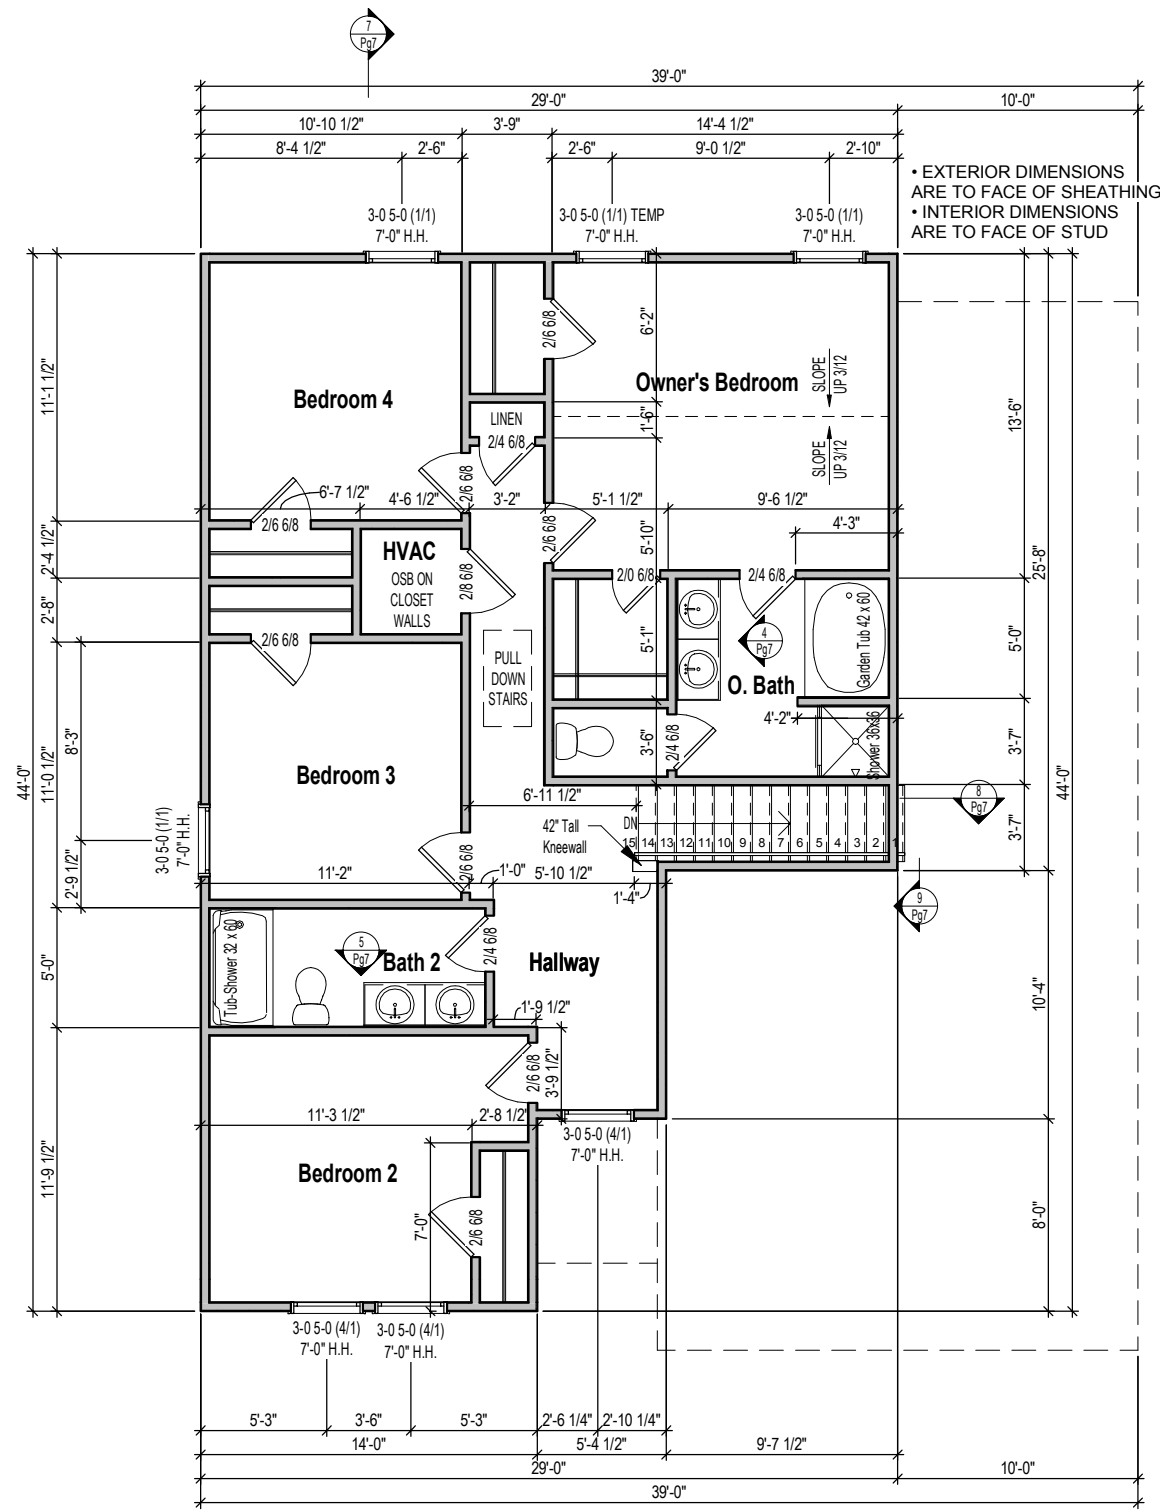 7
Pg7
39'-0"
29'-0"
10'-0"
10'-10 1/2"
3'-9"
14'-4 1/2"
8'-4 1/2"
2'-6"
2'-6"
9'-0 1/2"
2'-10"
• EXTERIOR DIMENSIONS
ARE TO FACE OF SHEATHING
• INTERIOR DIMENSIONS
ARE TO FACE OF STUD
3-0 5-0 (1/1)
7'-0" H.H.
3-0 5-0 (1/1) TEMP
7'-0" H.H.
3-0 5-0 (1/1)
7'-0" H.H.
2/6 6/8
6'-2"
11'-1 1/2"
Bedroom 4
Owner's Bedroom
SLOPE
UP 3/12
LINEN
2/4 6/8
1'-6"
SLOPE
UP 3/12
13'-6"
2/6 6/8
6'-7 1/2"
4'-6 1/2"
3'-2"
5'-1 1/2"
9'-6 1/2"
2/6 6/8
2/6 6/8
5'-10"
4'-3"
2'-4 1/2"
HVAC
OSB ON
CLOSET
WALLS
2/8 6/8
2/0 6/8
2/4 6/8
25'-8"
2'-8"
2/6 6/8
5'-1"
4
Pg7
Garden Tub 42 x 60
5'-0"
PULL
DOWN
STAIRS
O. Bath
4'-2"
8'-3"
3'-6"
2/4 6/8
Shower 36x36
3'-7"
44'-0"
11'-0 1/2"
Bedroom 3
44'-0"
6'-11 1/2"
8
Pg7
3-0 5-0 (1/1)
7'-0" H.H.
42" Tall
Kneewall
DN
15 14 13 12 11 10 9 8 7 6 5 4 3 2 1
3'-7"
2'-9 1/2"
11'-2"
2/6 6/8
1'-0"
5'-10 1/2"
1'-4"
9
Pg7
5'-0"
Tub-Shower 32 x 60
5
Pg7
Bath 2
2/4 6/8
Hallway
1'-9 1/2"
10'-4"
2/6 6/8
3'-9 1/2"
11'-3 1/2"
2'-8 1/2"
3-0 5-0 (4/1)
7'-0" H.H.
11'-9 1/2"
Bedroom 2
7'-0"
2/6 6/8
8'-0"
3-0 5-0 (4/1)
7'-0" H.H.
3-0 5-0 (4/1)
7'-0" H.H.
5'-3"
3'-6"
5'-3"
2'-6 1/4"
2'-10 1/4"
14'-0"
5'-4 1/2"
9'-7 1/2"
29'-0"
10'-0"
39'-0"